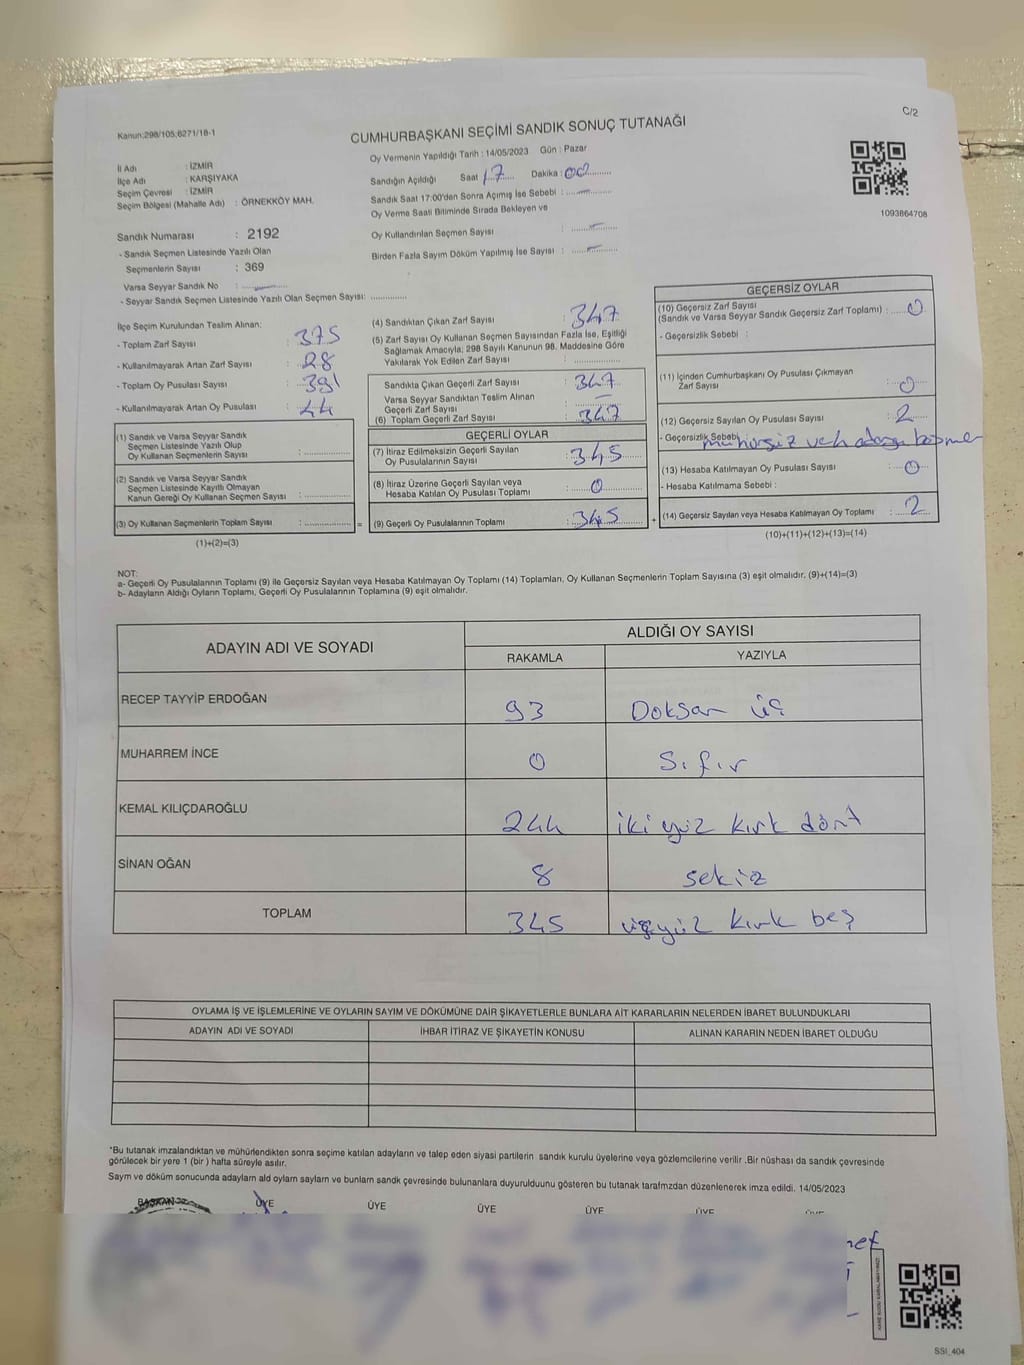 C/2
Kanun:298/105;6271/18-1
CUMHURBAŞKANI SEÇİMİ SANDIK SONUÇ TUTANAĞI
Oy Vermenin Yapıldığı Tarih : 14/05/2023 Gün : Pazar
İl Adı : İZMİR
İlçe Adı : KARŞIYAKA
Seçim Çevresi : İZMİR
Seçim Bölgesi (Mahalle Adı) : ÖRNEKKÖY MAH.
Sandığın Açıldığı Saat : 17 Dakika : 00
Sandık Saat 17:00'dan Sonra Açımış İse Sebebi : —
Oy Verme Saati Bitiminde Sırada Bekleyen ve
Oy Kullandırılan Seçmen Sayısı : —
Birden Fazla Sayım Döküm Yapılmış İse Sayısı : —
1093864708
Sandık Numarası : 2192
- Sandık Seçmen Listesinde Yazılı Olan
Seçmenlerin Sayısı : 369
Varsa Seyyar Sandık No : —
- Seyyar Sandık Seçmen Listesinde Yazılı Olan Seçmen Sayısı: ............
İlçe Seçim Kurulundan Teslim Alınan:
- Toplam Zarf Sayısı : 375
- Kullanılmayarak Artan Zarf Sayısı : 28
- Toplam Oy Pusulası Sayısı : 391
- Kullanılmayarak Artan Oy Pusulası : 44
(1) Sandık ve Varsa Seyyar Sandık
Seçmen Listesinde Yazılı Olup
Oy Kullanan Seçmenlerin Sayısı : ............
(2) Sandık ve Varsa Seyyar Sandık
Seçmen Listesinde Kayıtlı Olmayan
Kanun Gereği Oy Kullanan Seçmen Sayısı : ............
(3) Oy Kullanan Seçmenlerin Toplam Sayısı : ............ =
(1)+(2)=(3)
(4) Sandıktan Çıkan Zarf Sayısı : 347
(5) Zarf Sayısı Oy Kullanan Seçmen Sayısından Fazla İse, Eşitliği
Sağlamak Amacıyla, 298 Sayılı Kanunun 98. Maddesine Göre
Yakılarak Yok Edilen Zarf Sayısı : ............
Sandıkta Çıkan Geçerli Zarf Sayısı : 347
Varsa Seyyar Sandıktan Teslim Alınan
Geçerli Zarf Sayısı : —
(6) Toplam Geçerli Zarf Sayısı : 347
GEÇERLİ OYLAR
(7) İtiraz Edilmeksizin Geçerli Sayılan
Oy Pusulalarının Sayısı : 345
(8) İtiraz Üzerine Geçerli Sayılan veya
Hesaba Katılan Oy Pusulası Toplamı : 0
(9) Geçerli Oy Pusulalarının Toplamı : 345 +
GEÇERSİZ OYLAR
(10) Geçersiz Zarf Sayısı
(Sandık ve Varsa Seyyar Sandık Geçersiz Zarf Toplamı) : 0
- Geçersizlik Sebebi :
(11) İçinden Cumhurbaşkanı Oy Pusulası Çıkmayan
Zarf Sayısı : 0
(12) Geçersiz Sayılan Oy Pusulası Sayısı : 2
- Geçersizlik Sebebi mühürsiz
(13) Hesaba Katılmayan Oy Pusulası Sayısı : 0
- Hesaba Katılmama Sebebi :
(14) Geçersiz Sayılan veya Hesaba Katılmayan Oy Toplamı : 2
(10)+(11)+(12)+(13)=(14)
NOT:
a- Geçerli Oy Pusulalarının Toplamı (9) ile Geçersiz Sayılan veya Hesaba Katılmayan Oy Toplamı (14) Toplamları, Oy Kullanan Seçmenlerin Toplam Sayısına (3) eşit olmalıdır. (9)+(14)=(3)
b- Adayların Aldığı Oyların Toplamı, Geçerli Oy Pusulalarının Toplamına (9) eşit olmalıdır.
ADAYIN ADI VE SOYADI ALDIĞI OY SAYISI
RAKAMLA YAZIYLA
RECEP TAYYİP ERDOĞAN 93 Doksan üç
MUHARREM İNCE 0 Sıfır
KEMAL KILIÇDAROĞLU 244 iki yüz kırk dört
SİNAN OĞAN 8 sekiz
TOPLAM 345 üçyüz kırk beş
OYLAMA İŞ VE İŞLEMLERİNE VE OYLARIN SAYIM VE DÖKÜMÜNE DAİR ŞİKAYETLERLE BUNLARA AİT KARARLARIN NELERDEN İBARET BULUNDUKLARI
ADAYIN ADI VE SOYADI İHBAR İTİRAZ VE ŞİKAYETİN KONUSU ALINAN KARARIN NEDEN İBARET OLDUĞU
*Bu tutanak imzalandıktan ve mühürlendikten sonra seçime katılan adayların ve talep eden siyasi partilerin sandık kurulu üyelerine veya gözlemcilerine verilir .Bir nüshası da sandık çevresinde
görülecek bir yere 1 (bir ) hafta süreyle asılır.
Sayım ve döküm sonucunda adayların ald oyların sayların ve bunların sandik çevresinde bulunanlara duyurulduunu gösteren bu tutanak tarafmzdan düzenlenerek imza edildi. 14/05/2023
BAŞKAN ÜYE ÜYE ÜYE ÜYE ÜYE
SSI_404